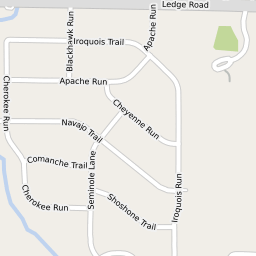 Ledge Road
Blackhawk Run
Iroquois Trail
Apache Run
Apache Run
Cherokee Run
Cheyenne Run
Navajo Trail
Comanche Trail
Seminole Lane
Cherokee Run
Shoshone Trail
Iroquois Run